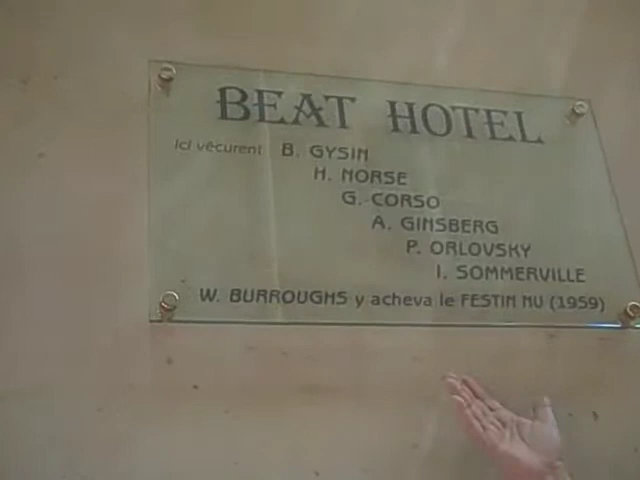 BEAT HOTEL
Ici vécurent B. GYSIN
H. NORSE
G. CORSO
A. GINSBERG
P. ORLOVSKY
I. SOMMERVILLE
W. BURROUGHS y acheva le FESTIN NU (1959)